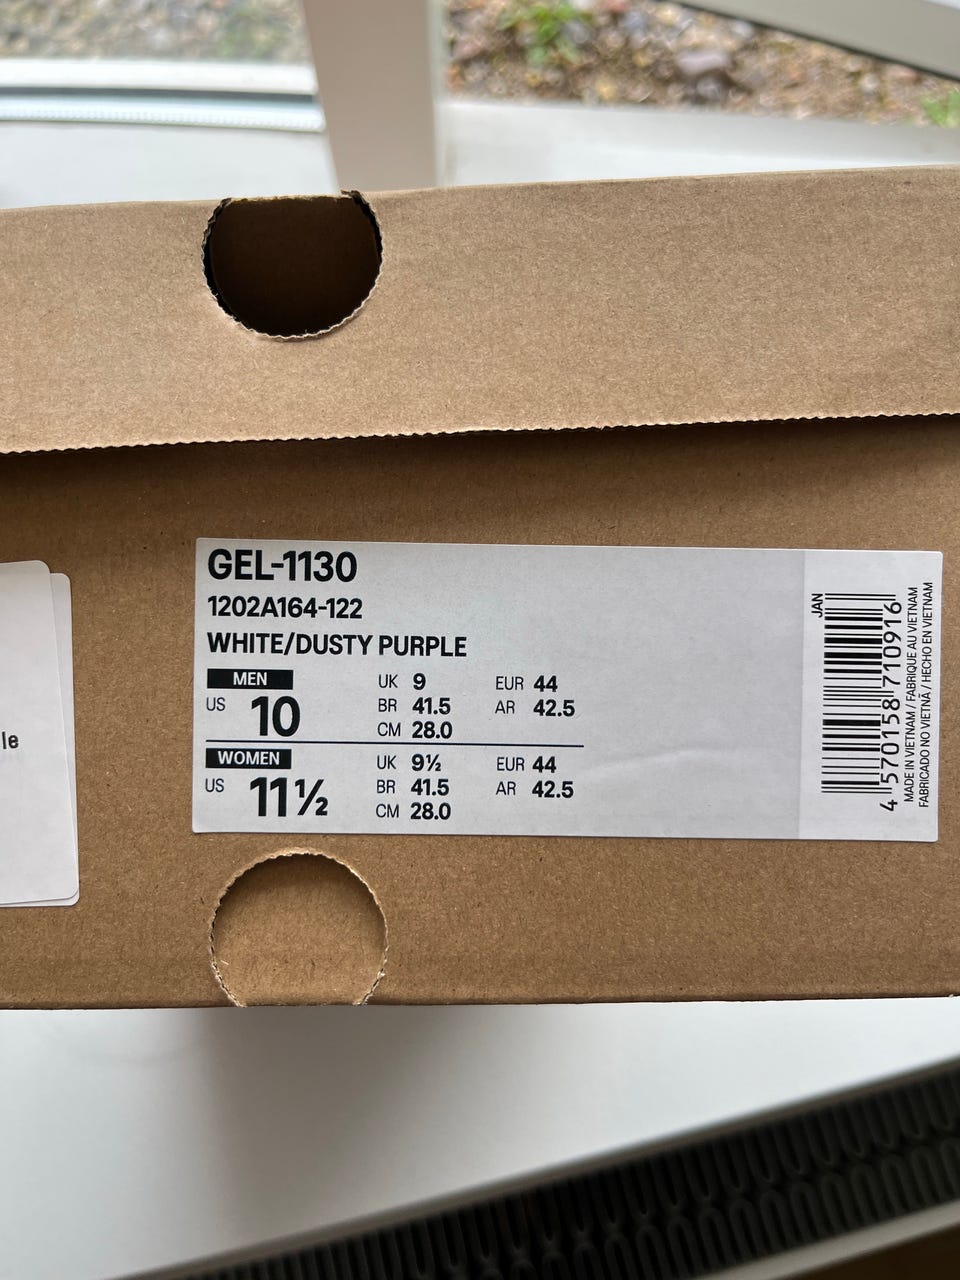 GEL-1130
1202A164-122
WHITE/DUSTY PURPLE
MEN
US 10
UK 9 EUR 44
BR 41.5 AR 42.5
CM 28.0
WOMEN
US 11½
UK 9½ EUR 44
BR 41.5 AR 42.5
CM 28.0
JAN
4 570158 710916
MADE IN VIETNAM / FABRIQUE AU VIETNAM
FABRICADO NO VIETNÃ / HECHO EN VIETNAM
le